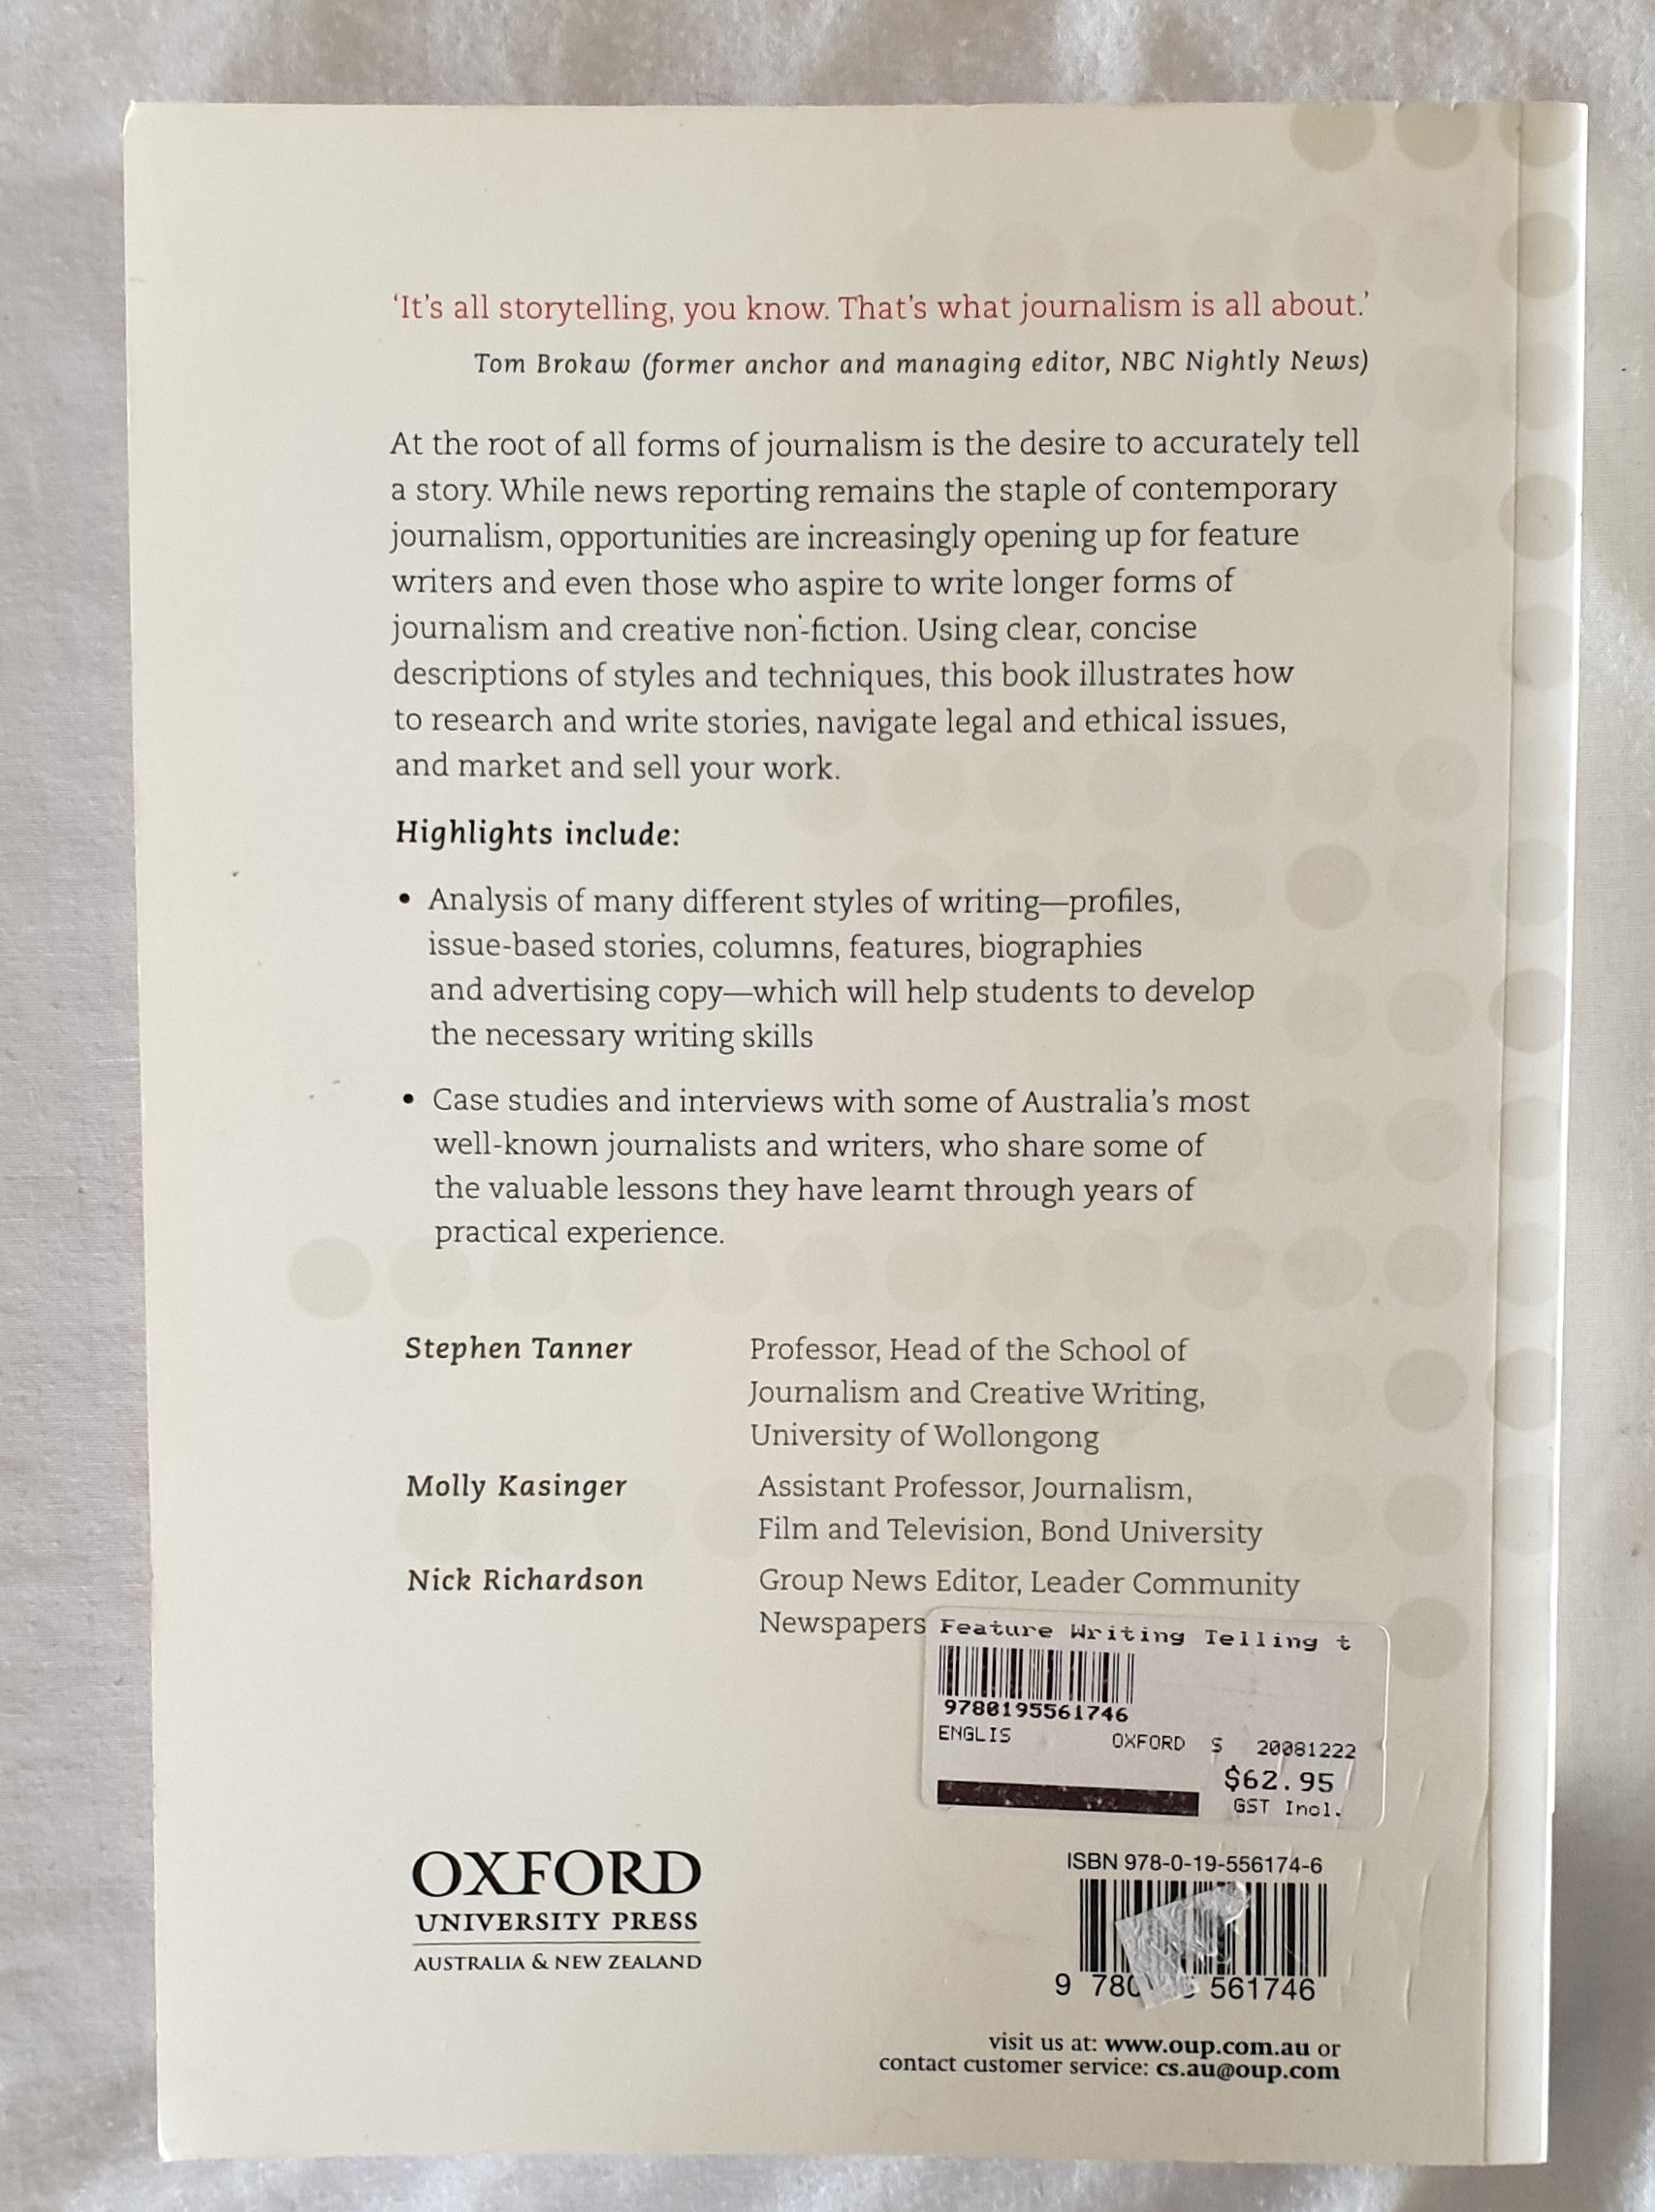 ‘It’s all storytelling, you know. That’s what journalism is all about.’
Tom Brokaw (former anchor and managing editor, NBC Nightly News)
At the root of all forms of journalism is the desire to accurately tell
a story. While news reporting remains the staple of contemporary
journalism, opportunities are increasingly opening up for feature
writers and even those who aspire to write longer forms of
journalism and creative non-fiction. Using clear, concise
descriptions of styles and techniques, this book illustrates how
to research and write stories, navigate legal and ethical issues,
and market and sell your work.
Highlights include:
• Analysis of many different styles of writing—profiles,
issue-based stories, columns, features, biographies
and advertising copy—which will help students to develop
the necessary writing skills
• Case studies and interviews with some of Australia’s most
well-known journalists and writers, who share some of
the valuable lessons they have learnt through years of
practical experience.
Stephen Tanner Professor, Head of the School of
Journalism and Creative Writing,
University of Wollongong
Molly Kasinger Assistant Professor, Journalism,
Film and Television, Bond University
Nick Richardson Group News Editor, Leader Community
Newspapers
Feature Writing Telling t
9780195561746
ENGLIS OXFORD S 20081222
$62.95
GST Incl.
OXFORD
UNIVERSITY PRESS
AUSTRALIA & NEW ZEALAND
ISBN 978-0-19-556174-6
9 780 561746
visit us at: www.oup.com.au or
contact customer service: cs.au@oup.com